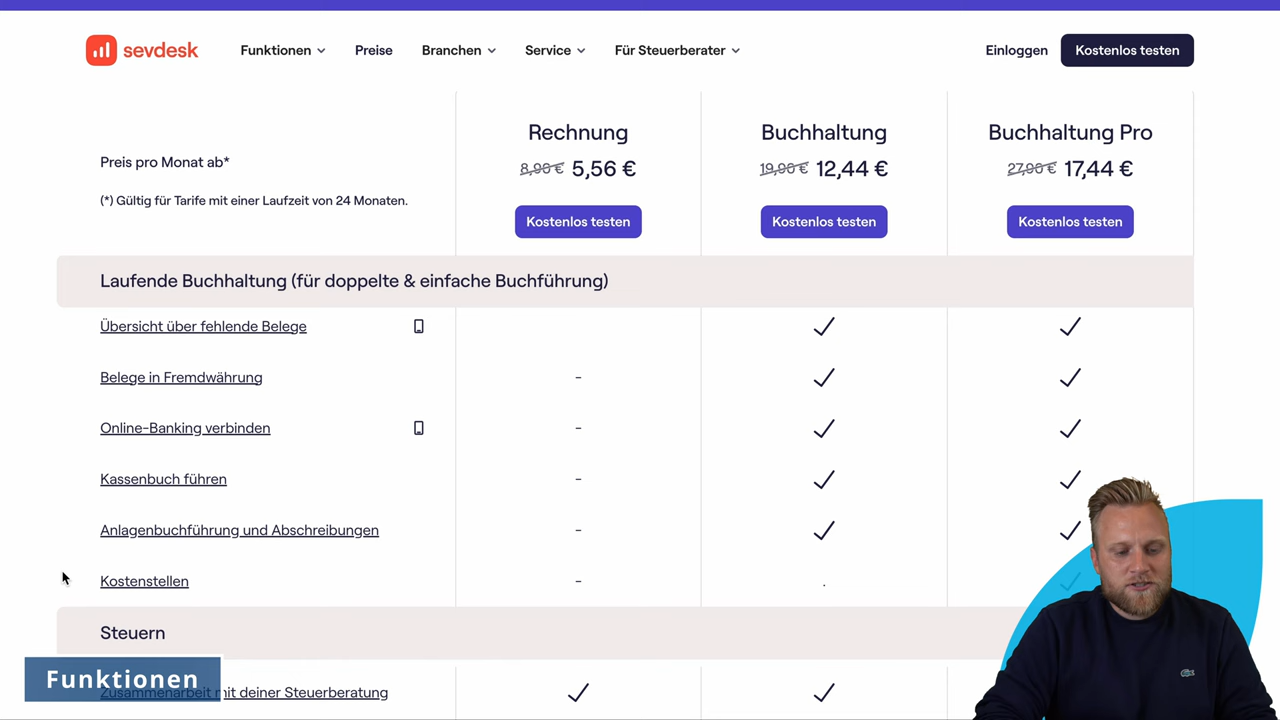 sevdesk
Funktionen
Preise
Branchen
Service
Für Steuerberater
Einloggen
Kostenlos testen
Preis pro Monat ab*
(*) Gültig für Tarife mit einer Laufzeit von 24 Monaten.
Rechnung
8,90 € 5,56 €
Kostenlos testen
Buchhaltung
19,90 € 12,44 €
Kostenlos testen
Buchhaltung Pro
27,90 € 17,44 €
Kostenlos testen
Laufende Buchhaltung (für doppelte & einfache Buchführung)
Übersicht über fehlende Belege
Belege in Fremdwährung
-
Online-Banking verbinden
-
Kassenbuch führen
-
Anlagenbuchführung und Abschreibungen
-
Kostenstellen
- .
Steuern
Funktionen
Zusammenarbeit mit deiner Steuerberatung